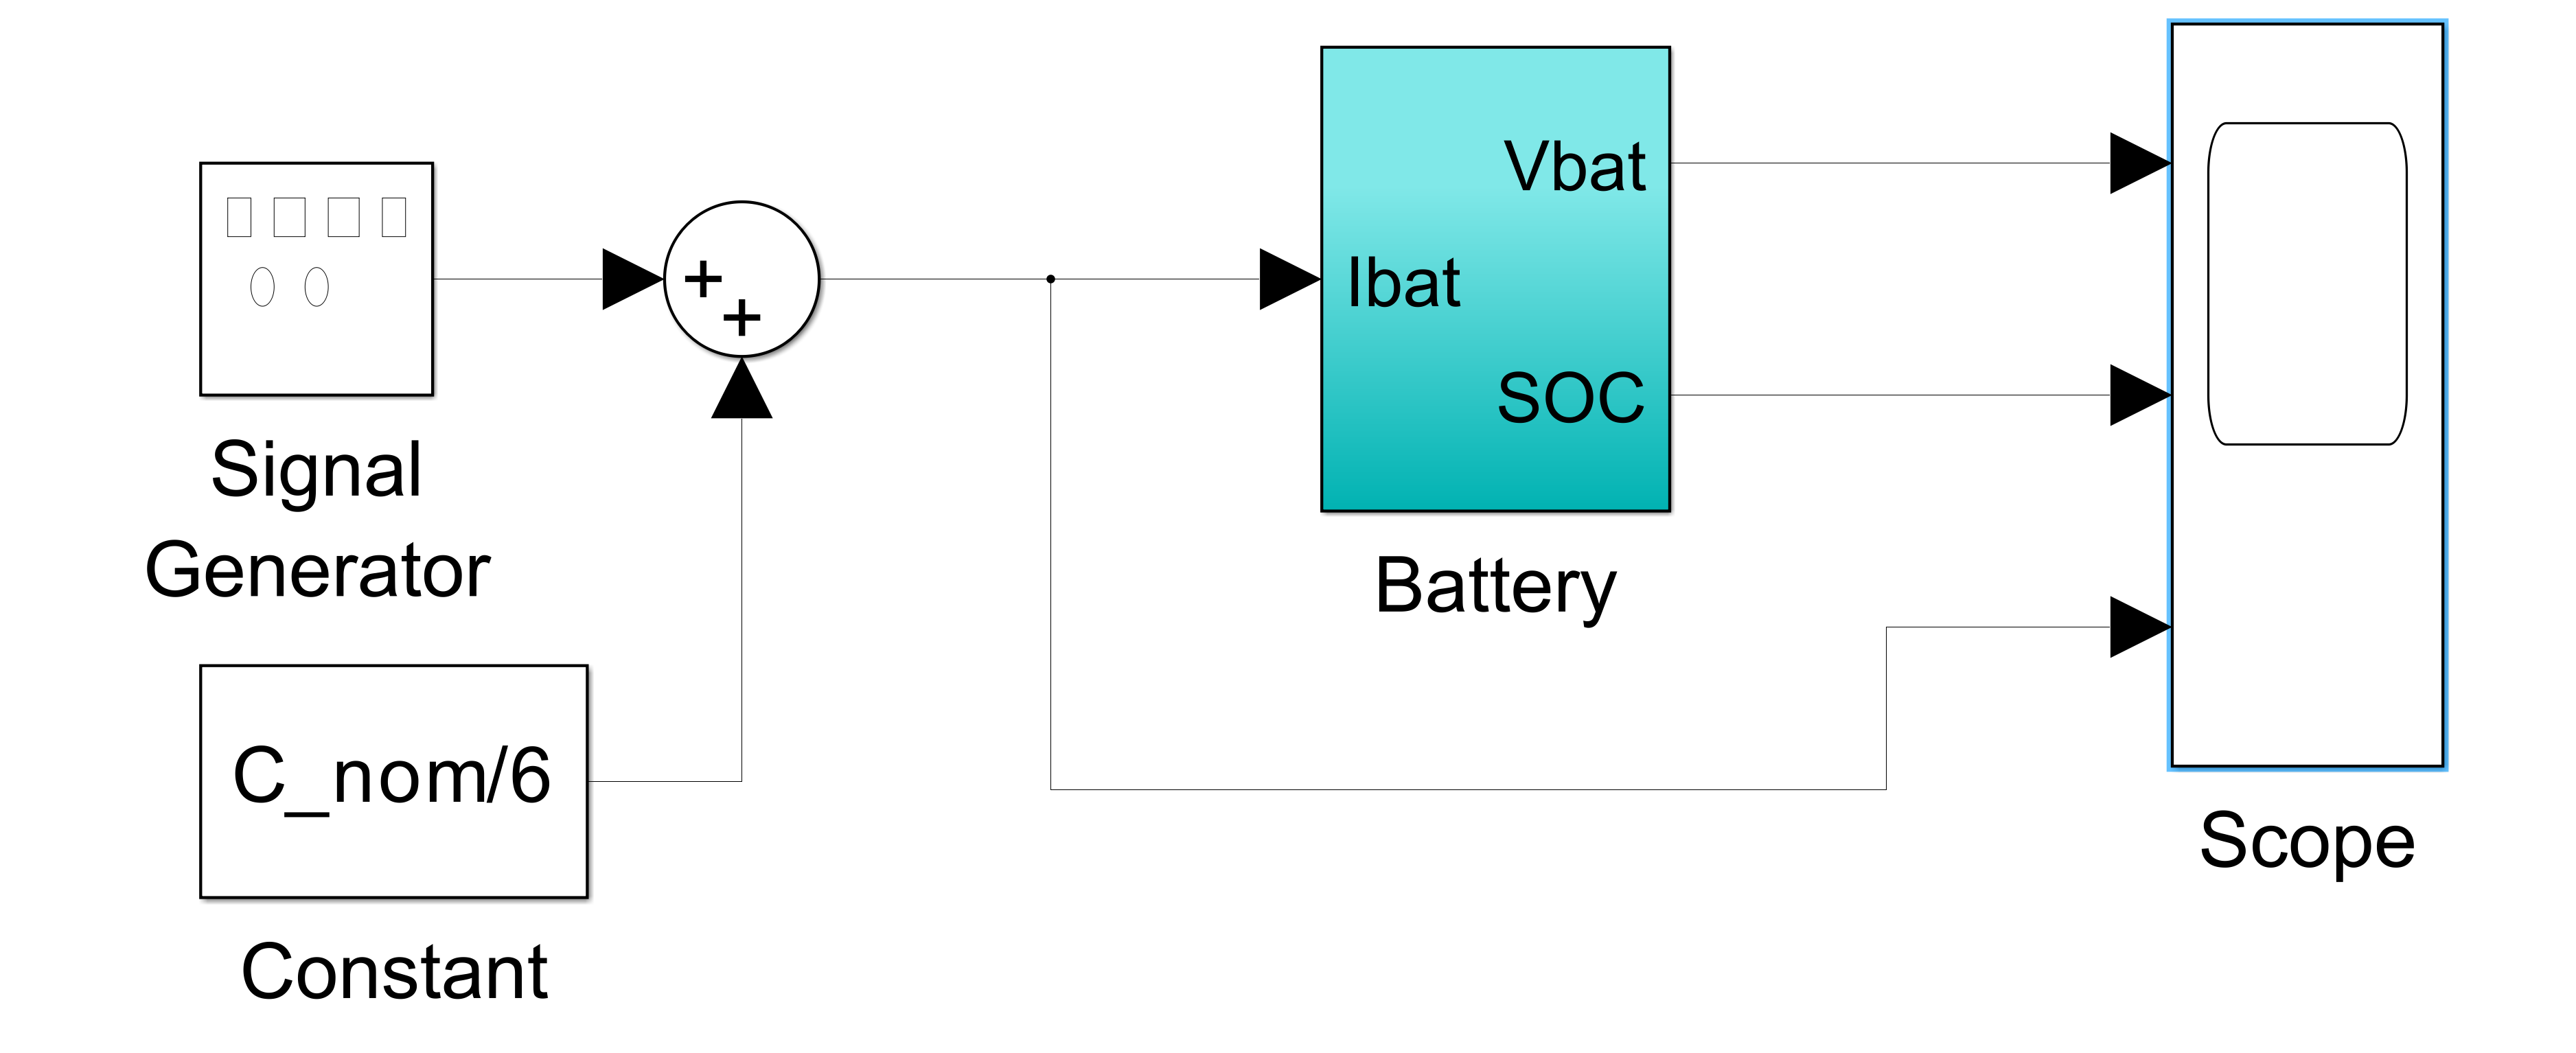 Signal
Generator
+
+
C_nom/6
Constant
Vbat
Ibat
SOC
Battery
Scope